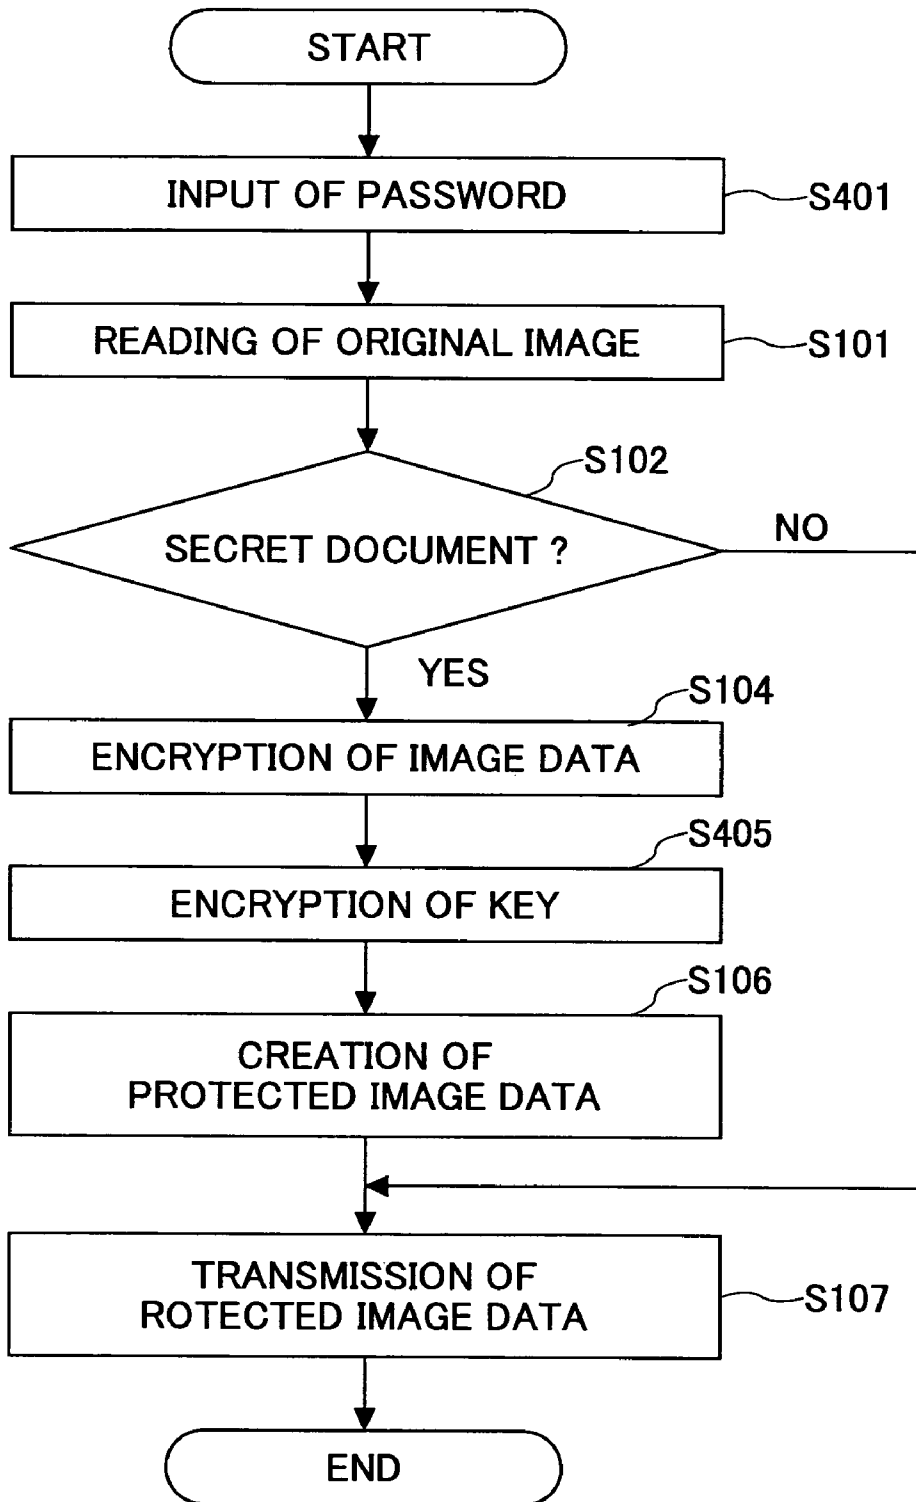 START
INPUT OF PASSWORD
S401
READING OF ORIGINAL IMAGE
S101
S102
SECRET DOCUMENT ?
NO
YES
S104
ENCRYPTION OF IMAGE DATA
S405
ENCRYPTION OF KEY
S106
CREATION OF
PROTECTED IMAGE DATA
TRANSMISSION OF
ROTECTED IMAGE DATA
S107
END